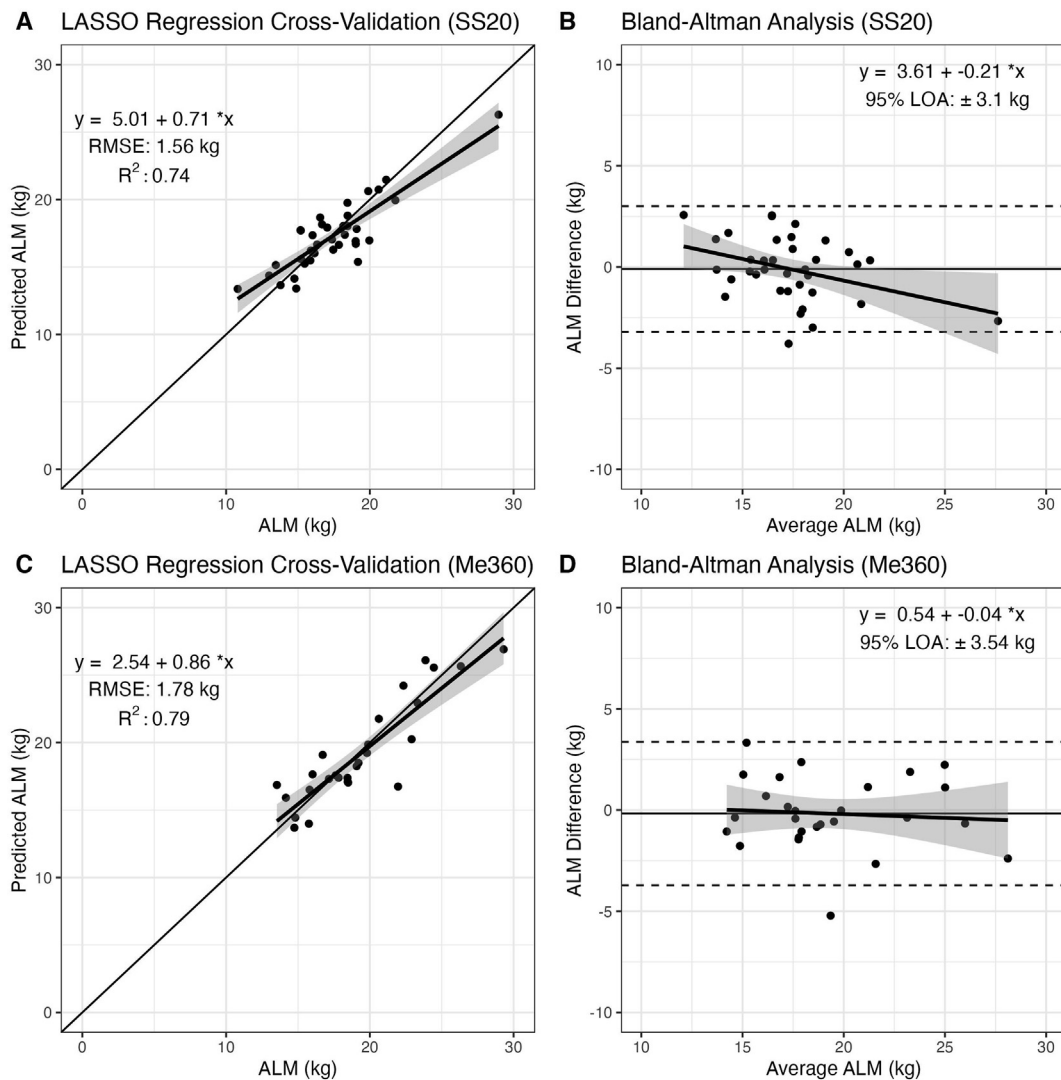 A LASSO Regression Cross-Validation (SS20)
y = 5.01 + 0.71 *x
RMSE: 1.56 kg
R²: 0.74
Predicted ALM (kg)
30
20
10
0
0 10 20 30
ALM (kg)
B Bland-Altman Analysis (SS20)
y = 3.61 + -0.21 *x
95% LOA: ± 3.1 kg
ALM Difference (kg)
10
5
0
-5
-10
10 15 20 25 30
Average ALM (kg)
C LASSO Regression Cross-Validation (Me360)
y = 2.54 + 0.86 *x
RMSE: 1.78 kg
R²: 0.79
Predicted ALM (kg)
30
20
10
0
0 10 20 30
ALM (kg)
D Bland-Altman Analysis (Me360)
y = 0.54 + -0.04 *x
95% LOA: ± 3.54 kg
ALM Difference (kg)
10
5
0
-5
-10
10 15 20 25 30
Average ALM (kg)